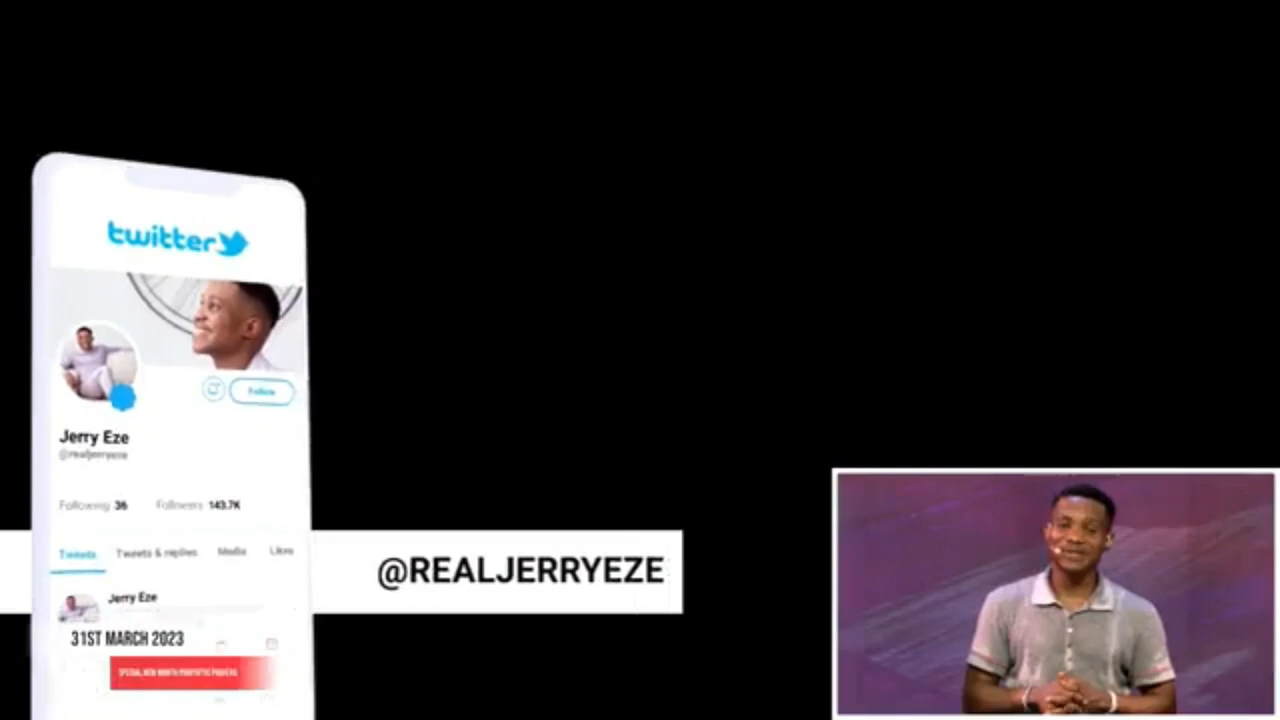 twitter
Follow
Jerry Eze
@realjerryeze
Following 36 Followers 143.7K
Tweets Tweets & replies Media Likes
@REALJERRYEZE
Jerry Eze
31ST MARCH 2023
SPECIAL NEW MONTH PROPHETIC PRAYERS